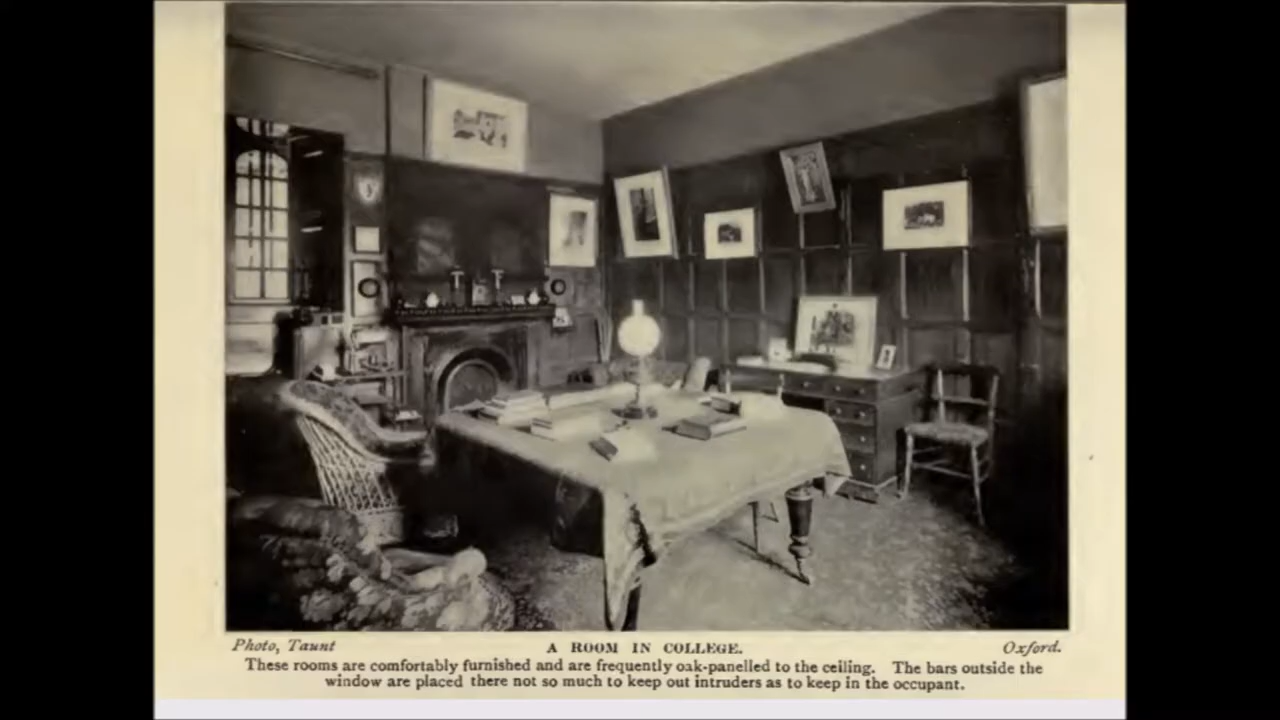 Photo, Taunt
A ROOM IN COLLEGE.
Oxford.
These rooms are comfortably furnished and are frequently oak-panelled to the ceiling. The bars outside the
window are placed there not so much to keep out intruders as to keep in the occupant.